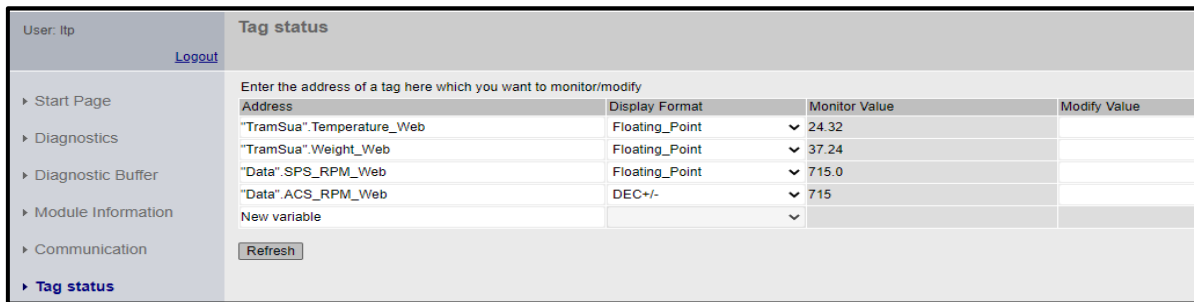 User: ltp
Logout
Start Page
Diagnostics
Diagnostic Buffer
Module Information
Communication
Tag status
Tag status
Enter the address of a tag here which you want to monitor/modify
Address Display Format Monitor Value Modify Value
"TramSua".Temperature_Web Floating_Point 24.32
"TramSua".Weight_Web Floating_Point 37.24
"Data".SPS_RPM_Web Floating_Point 715.0
"Data".ACS_RPM_Web DEC+/- 715
New variable
Refresh